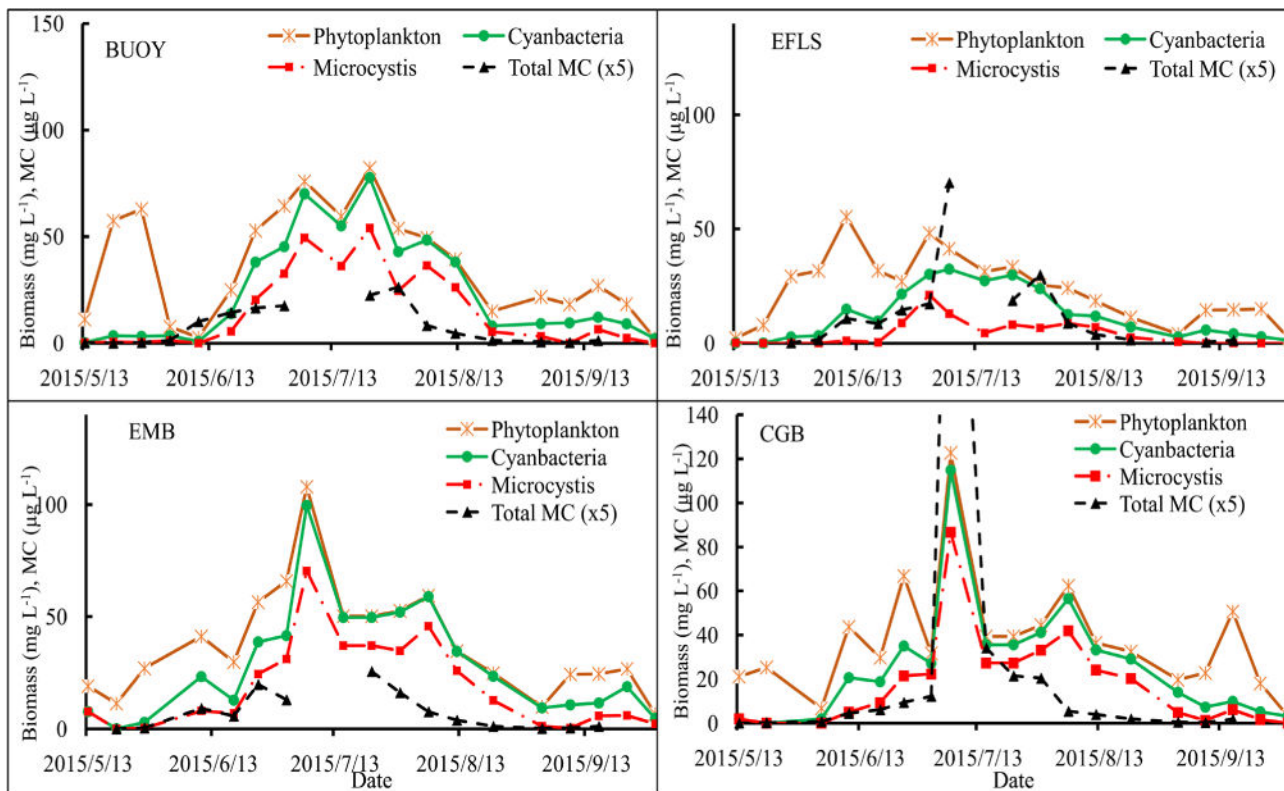 BUOY
Phytoplankton
Cyanbacteria
Microcystis
Total MC (x5)
Biomass (mg L⁻¹), MC (µg L⁻¹)
150
100
50
0
2015/5/13 2015/6/13 2015/7/13 2015/8/13 2015/9/13
EFLS
Phytoplankton
Cyanbacteria
Microcystis
Total MC (x5)
Biomass (mg L⁻¹), MC (µg L⁻¹)
100
50
0
2015/5/13 2015/6/13 2015/7/13 2015/8/13 2015/9/13
EMB
Phytoplankton
Cyanbacteria
Microcystis
Total MC (x5)
Biomass (mg L⁻¹), MC (µg L⁻¹)
100
50
0
2015/5/13 2015/6/13 2015/7/13 2015/8/13 2015/9/13
Date
CGB
Phytoplankton
Cyanbacteria
Microcystis
Total MC (x5)
Biomass (mg L⁻¹), MC (µg L⁻¹)
140
120
100
80
60
40
20
0
2015/5/13 2015/6/13 2015/7/13 2015/8/13 2015/9/13
Date